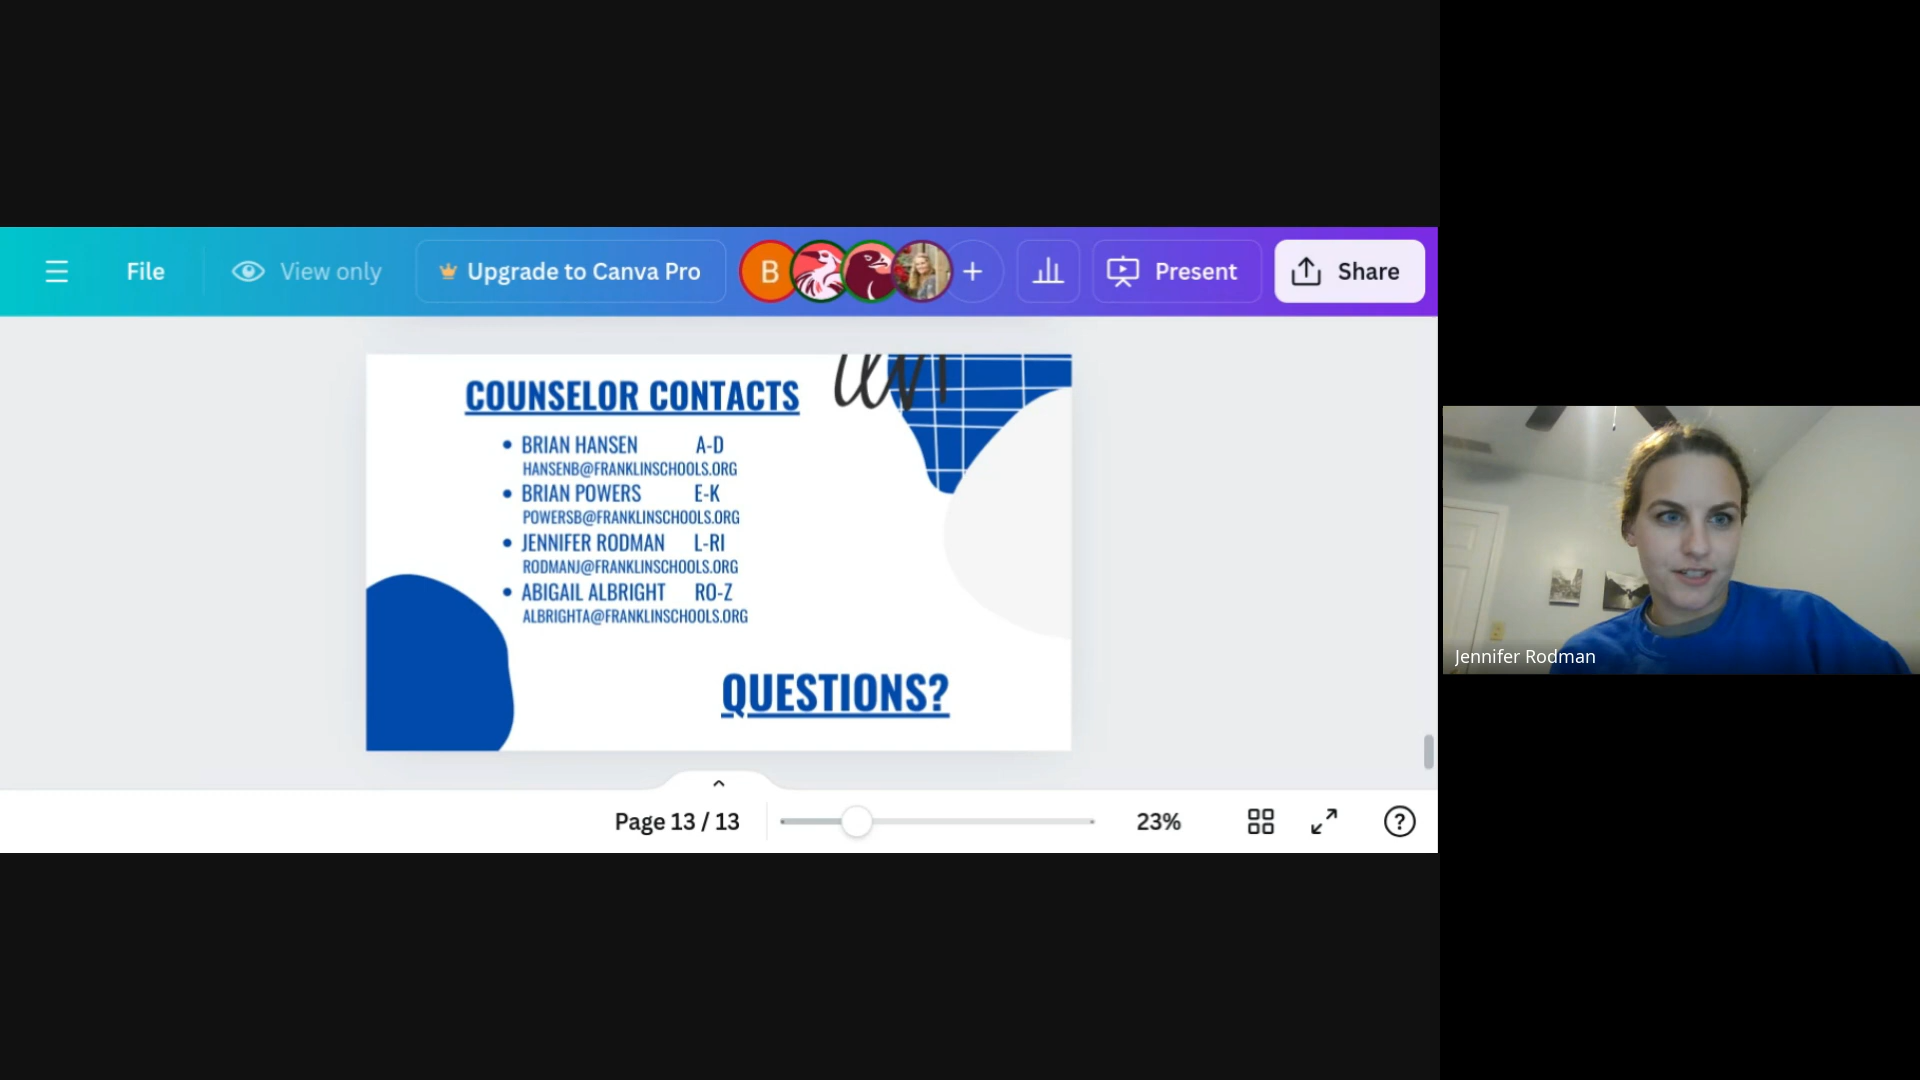 File
View only
Upgrade to Canva Pro
B
Present
Share
COUNSELOR CONTACTS
BRIAN HANSEN A-D
HANSENB@FRANKLINSCHOOLS.ORG
BRIAN POWERS E-K
POWERSB@FRANKLINSCHOOLS.ORG
JENNIFER RODMAN L-RI
RODMANJ@FRANKLINSCHOOLS.ORG
ABIGAIL ALBRIGHT RO-Z
ALBRIGHTA@FRANKLINSCHOOLS.ORG
QUESTIONS?
Jennifer Rodman
Page 13 / 13
23%
?